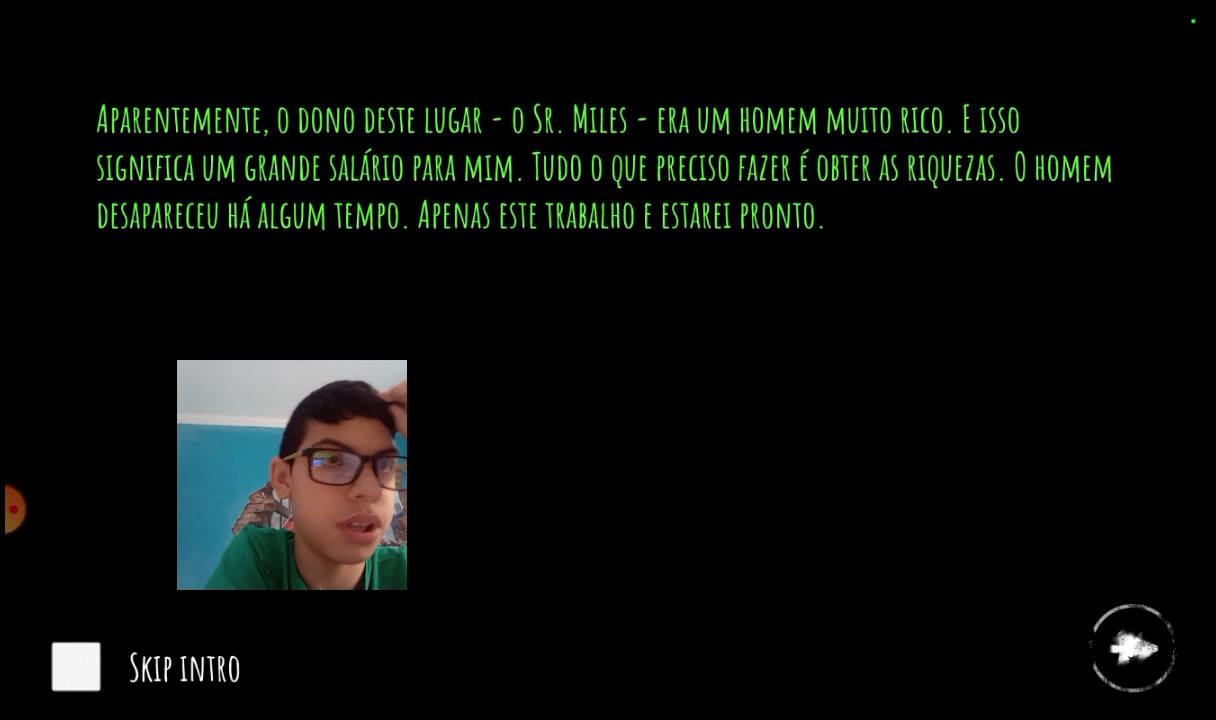 Aparentemente, o dono deste lugar - o Sr. Miles - era um homem muito rico. E isso
significa um grande salário para mim. Tudo o que preciso fazer é obter as riquezas. O homem
desapareceu há algum tempo. Apenas este trabalho e estarei pronto.
Skip intro